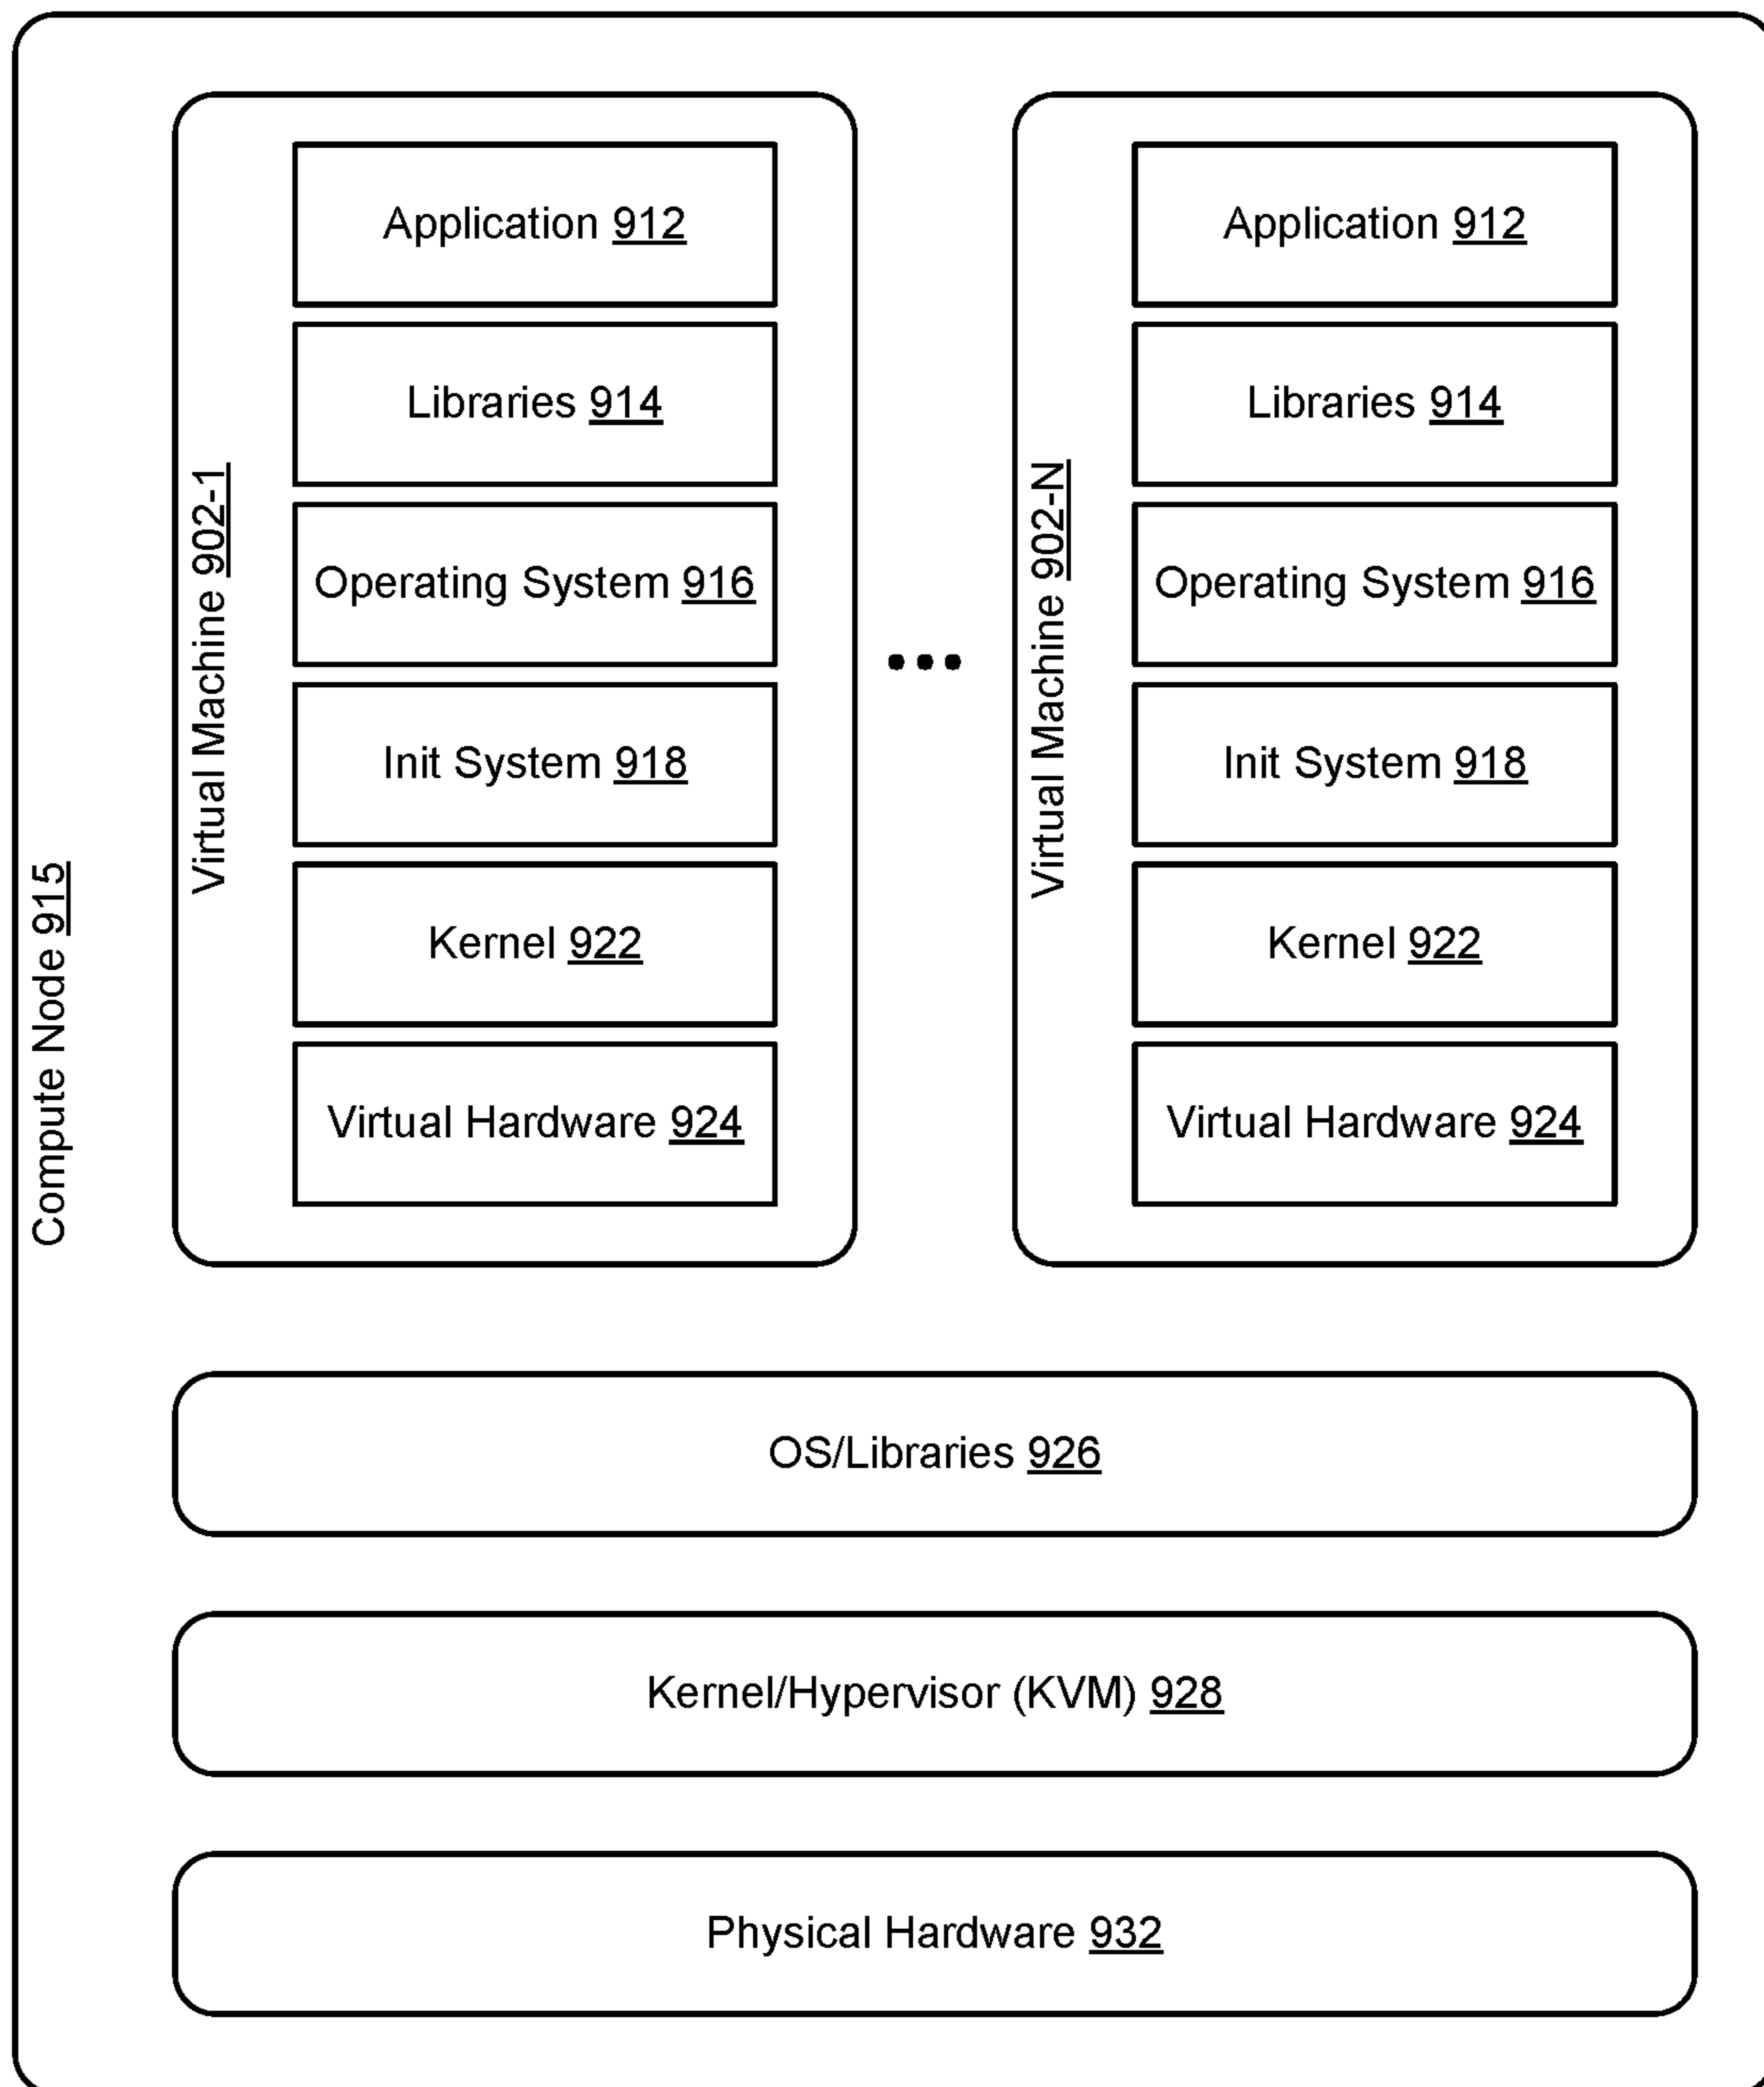 Compute Node 915
Virtual Machine 902-1
Application 912
Libraries 914
Operating System 916
Init System 918
Kernel 922
Virtual Hardware 924
Virtual Machine 902-N
Application 912
Libraries 914
Operating System 916
Init System 918
Kernel 922
Virtual Hardware 924
OS/Libraries 926
Kernel/Hypervisor (KVM) 928
Physical Hardware 932